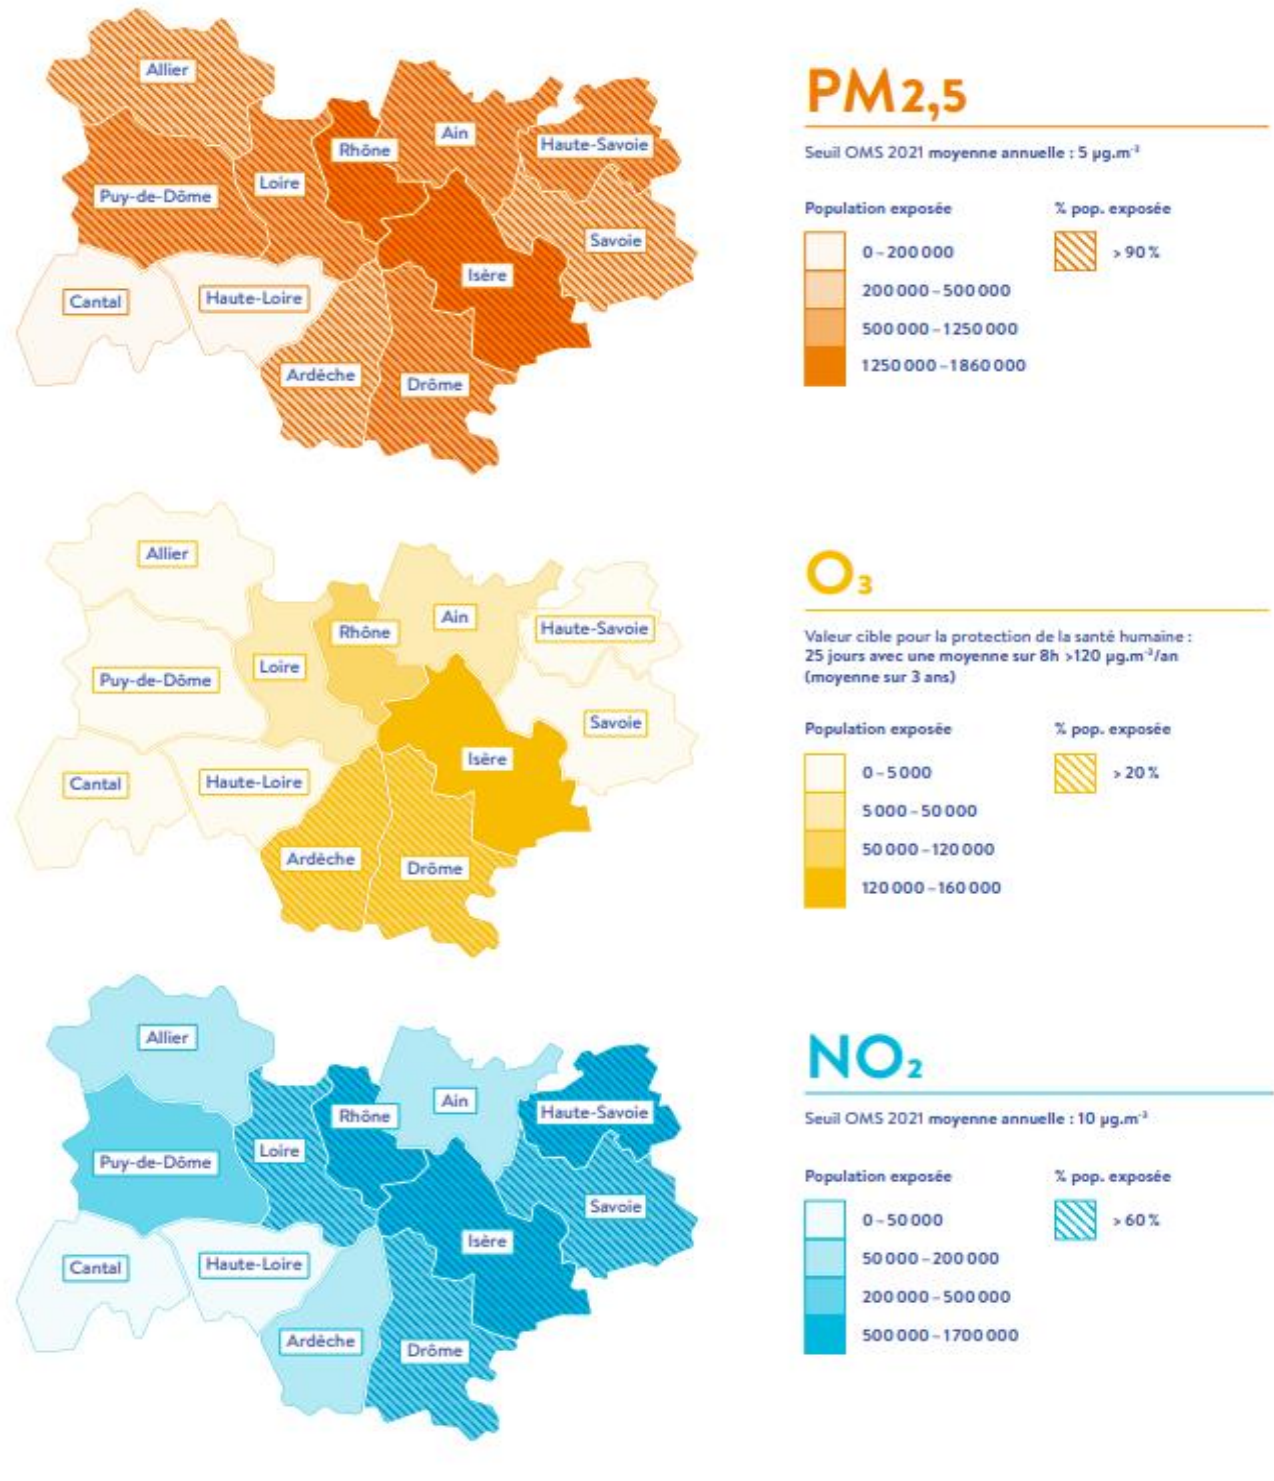 Allier
Puy-de-Dôme
Loire
Rhône
Ain
Haute-Savoie
Savoie
Isère
Cantal
Haute-Loire
Ardèche
Drôme
PM2,5
Seuil OMS 2021 moyenne annuelle : 5 µg.m⁻³
Population exposée
% pop. exposée
0 – 200 000
> 90 %
200 000 – 500 000
500 000 – 1 250 000
1 250 000 – 1 860 000
Allier
Puy-de-Dôme
Loire
Rhône
Ain
Haute-Savoie
Savoie
Isère
Cantal
Haute-Loire
Ardèche
Drôme
O₃
Valeur cible pour la protection de la santé humaine :
25 jours avec une moyenne sur 8h >120 µg.m⁻³/an
(moyenne sur 3 ans)
Population exposée
% pop. exposée
0 – 5 000
> 20 %
5 000 – 50 000
50 000 – 120 000
120 000 – 160 000
Allier
Puy-de-Dôme
Loire
Rhône
Ain
Haute-Savoie
Savoie
Isère
Cantal
Haute-Loire
Ardèche
Drôme
NO₂
Seuil OMS 2021 moyenne annuelle : 10 µg.m⁻³
Population exposée
% pop. exposée
0 – 50 000
> 60 %
50 000 – 200 000
200 000 – 500 000
500 000 – 1 700 000